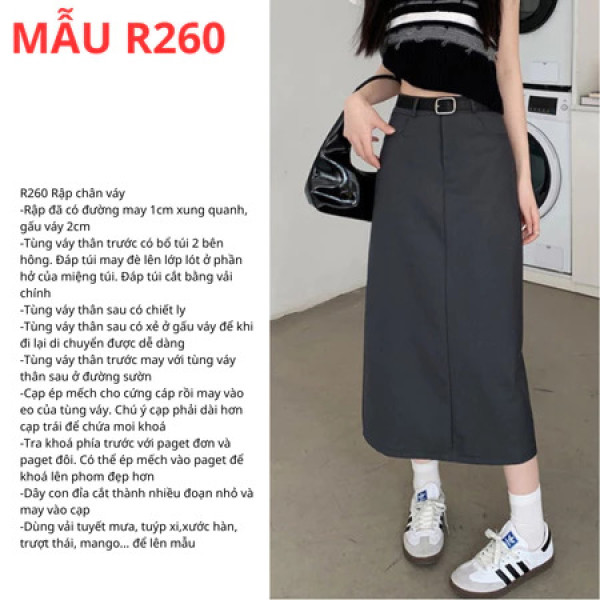 MẪU R260
R260 Rập chân váy
-Rập đã có đường may 1cm xung quanh,
gấu váy 2cm
-Tùng váy thân trước có bổ túi 2 bên
hông. Đáp túi may đè lên lớp lót ở phần
hở của miệng túi. Đáp túi cắt bằng vải
chính
-Tùng váy thân sau có chiết ly
-Tùng váy thân sau có xẻ ở gấu váy để khi
đi lại di chuyển được dễ dàng
-Tùng váy thân trước may với tùng váy
thân sau ở đường sườn
-Cạp ép mếch cho cứng cáp rồi may vào
eo của tùng váy. Chú ý cạp phải dài hơn
cạp trái để chứa moi khoá
-Tra khoá phía trước với paget đơn và
paget đôi. Có thể ép mếch vào paget để
khoá lên phom đẹp hơn
-Dây con đỉa cắt thành nhiều đoạn nhỏ và
may vào cạp
-Dùng vải tuyết mưa, tuýp xi,xước hàn,
trượt thái, mango... để lên mẫu